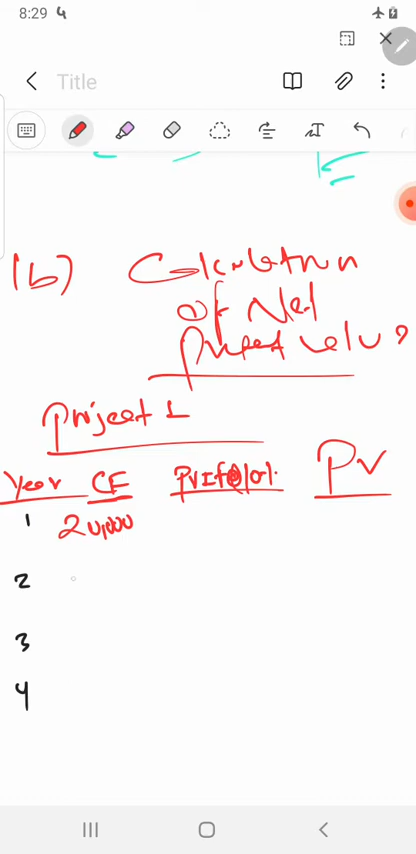 8:29
Title
(b) Calculation
of Net
present value
Project 1
Year CF PVIf@10% PV
1 20,000
2
3
4